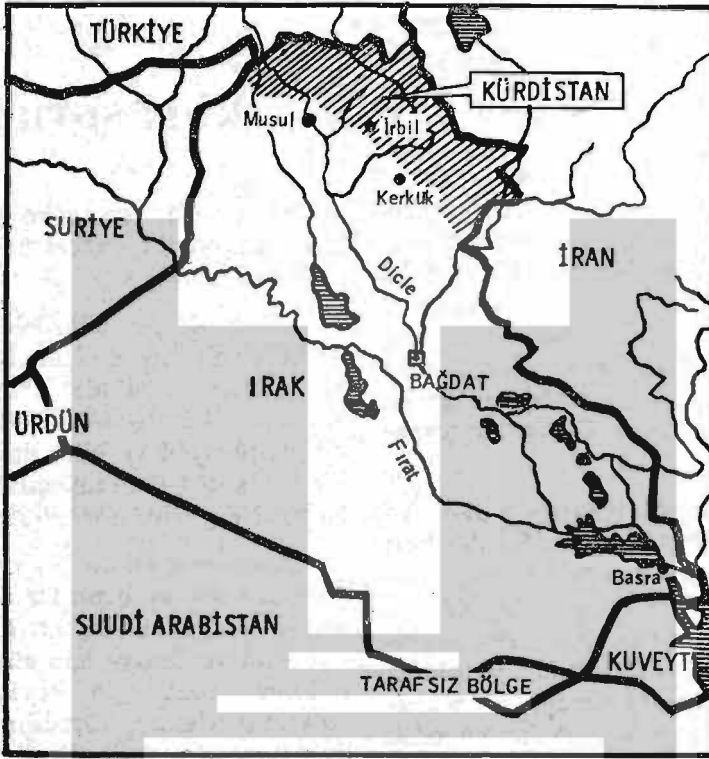 TÜRKİYE
KÜRDİSTAN
Musul
İrbil
Kerkük
SURİYE
İRAN
Dicle
IRAK
BAĞDAT
ÜRDÜN
Fırat
Basra
SUUDİ ARABİSTAN
KUVEYT
TARAFSIZ BÖLGE